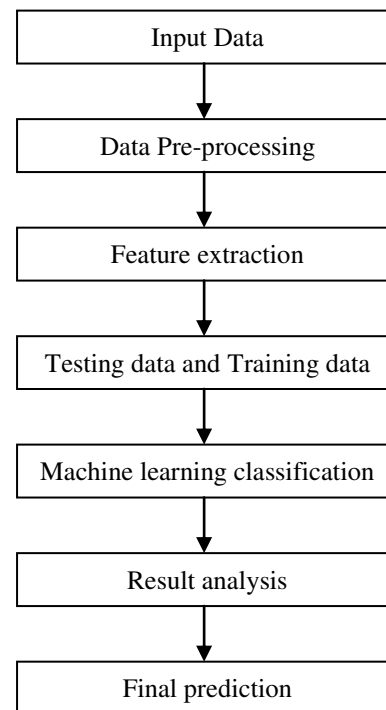 Input Data
Data Pre-processing
Feature extraction
Testing data and Training data
Machine learning classification
Result analysis
Final prediction